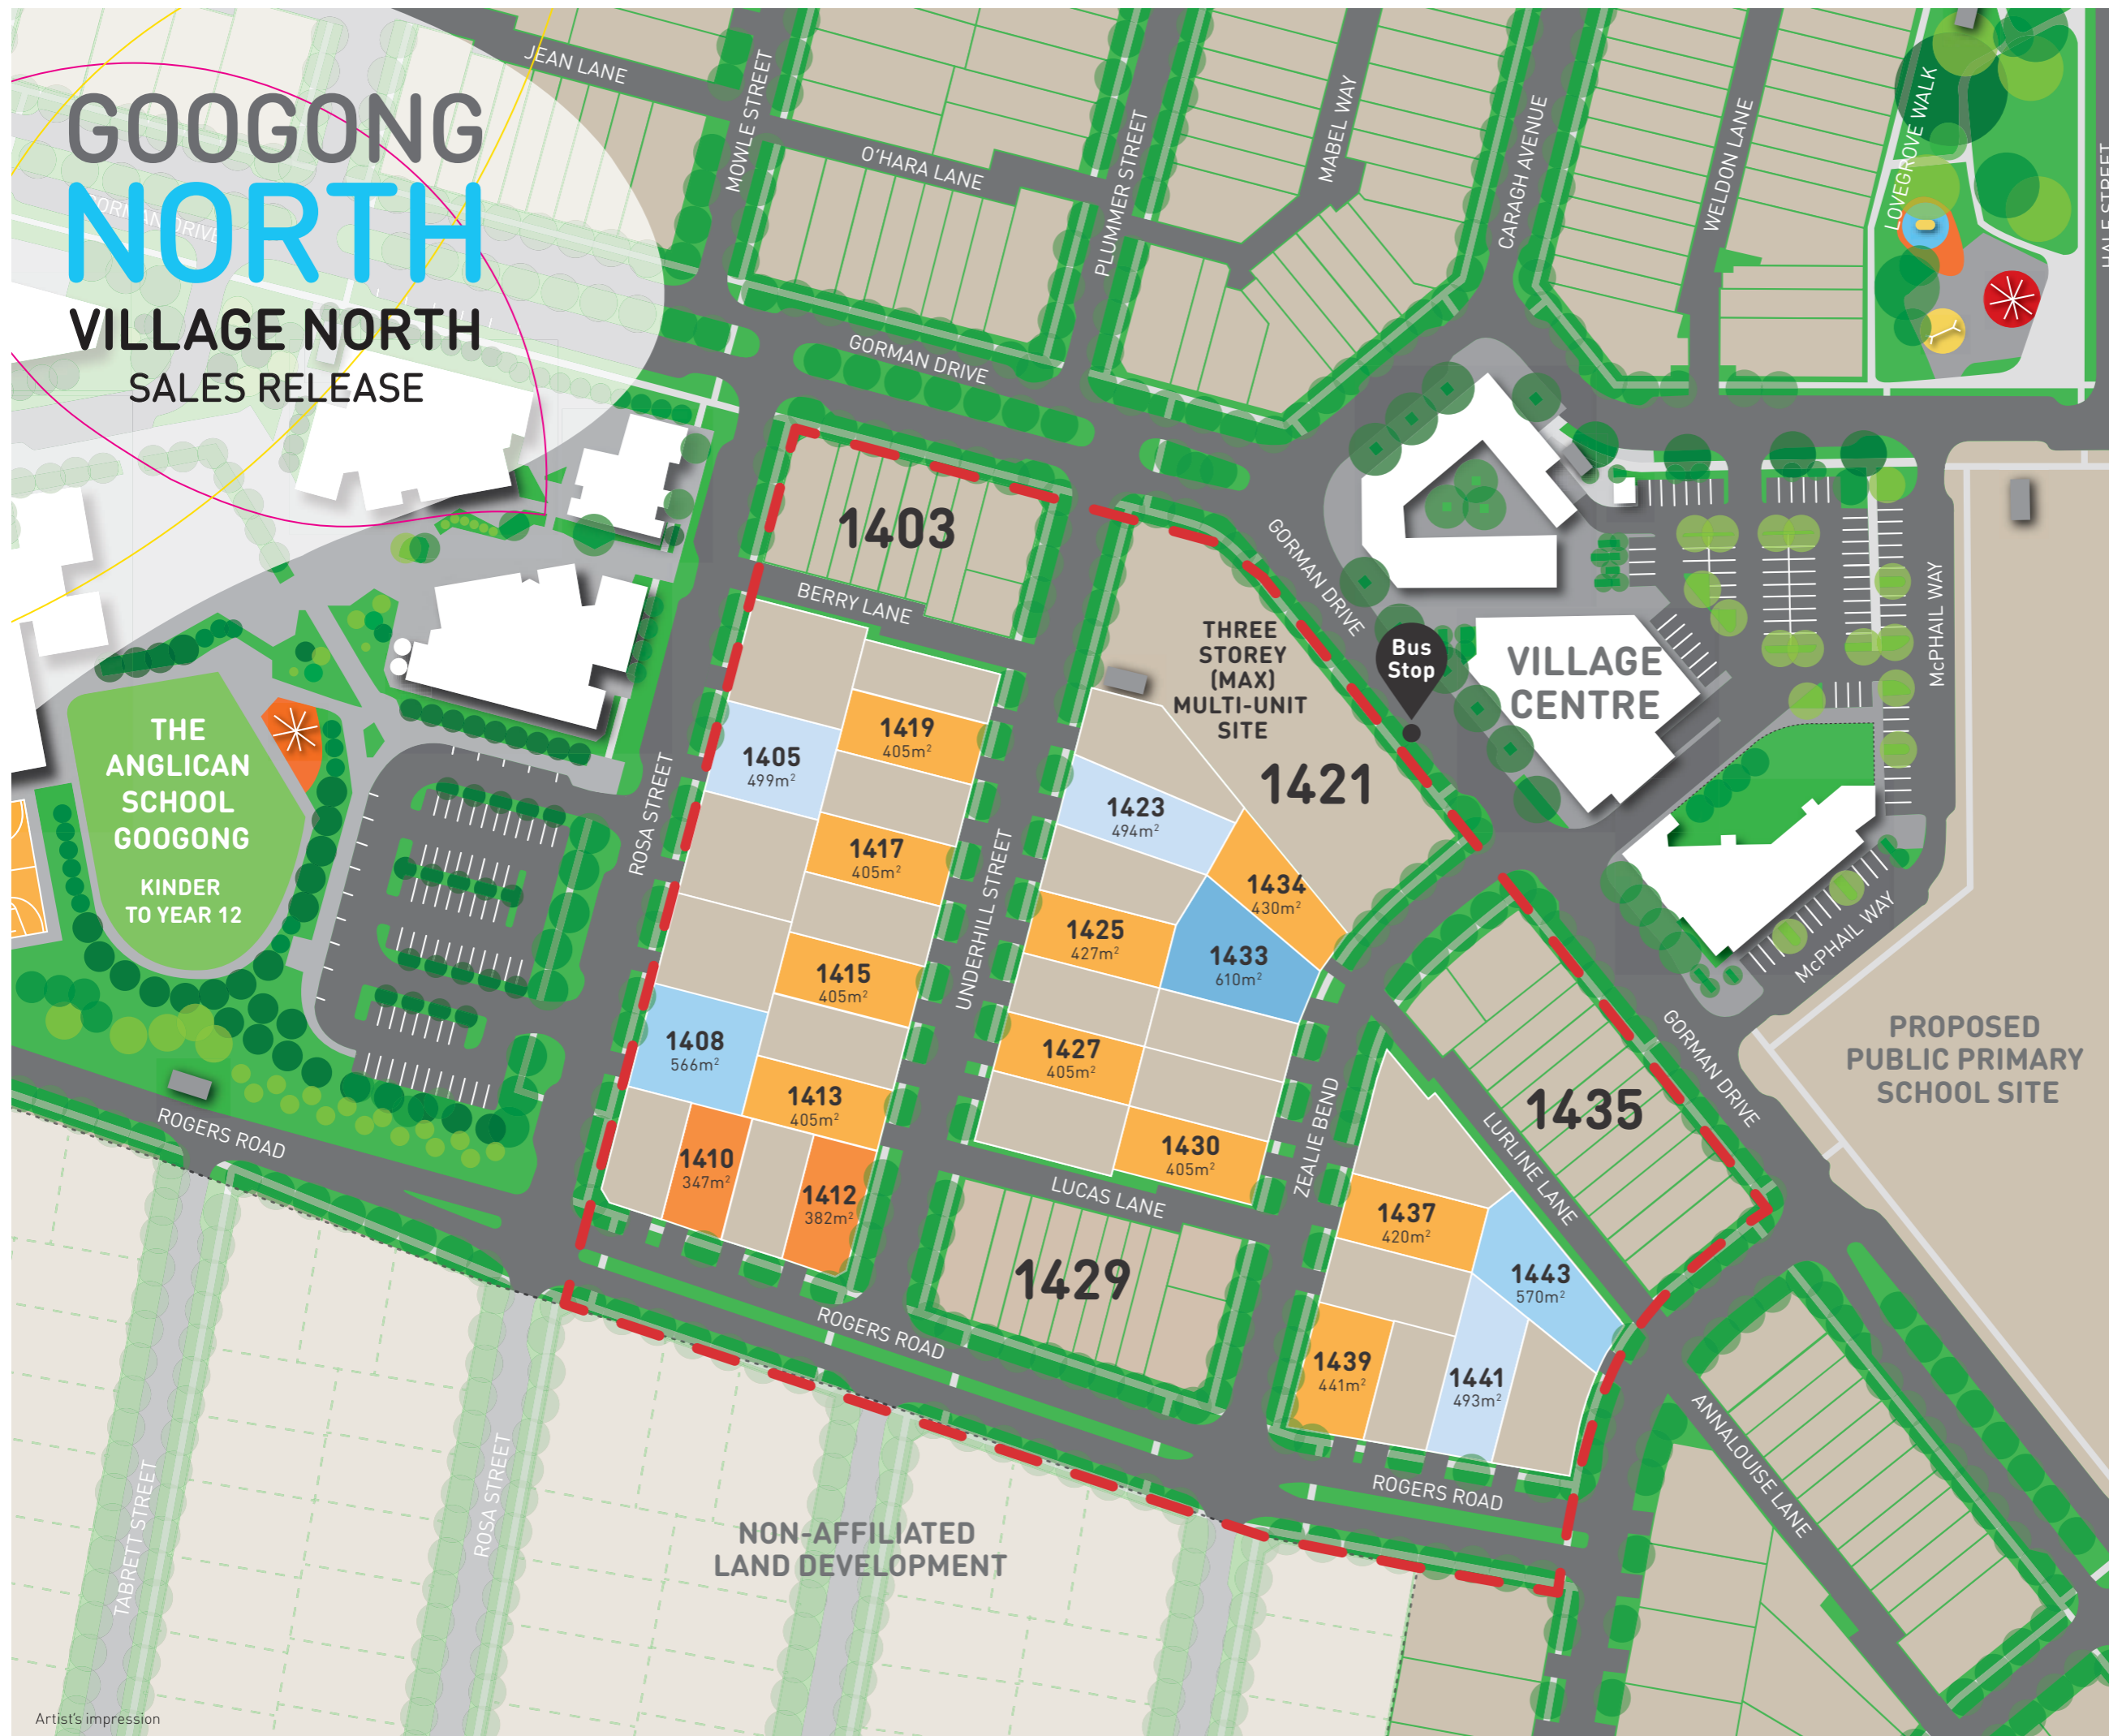 GOOGONG
NORTH
VILLAGE NORTH
SALES RELEASE
JEAN LANE
MOWLE STREET
O'HARA LANE
PLUMMER STREET
MABEL WAY
CARAGH AVENUE
WELDON LANE
LOVEGROVE WALK
HALE STREET
GORMAN DRIVE
GORMAN DRIVE
1403
BERRY LANE
GORMAN DRIVE
THREE
STOREY
(MAX)
MULTI-UNIT
SITE
1421
Bus
Stop
VILLAGE
CENTRE
McPHAIL WAY
McPHAIL WAY
THE
ANGLICAN
SCHOOL
GOOGONG
KINDER
TO YEAR 12
ROSA STREET
1405
499m²
1419
405m²
1417
405m²
1415
405m²
1408
566m²
1413
405m²
1410
347m²
1412
382m²
UNDERHILL STREET
1423
494m²
1434
430m²
1425
427m²
1433
610m²
1427
405m²
1430
405m²
ZEALIE BEND
LUCAS LANE
1429
1435
LURLINE LANE
GORMAN DRIVE
PROPOSED
PUBLIC PRIMARY
SCHOOL SITE
1437
420m²
1443
570m²
1439
441m²
1441
493m²
ROGERS ROAD
ROGERS ROAD
ROGERS ROAD
ANNALOUISE LANE
TABRETT STREET
ROSA STREET
NON-AFFILIATED
LAND DEVELOPMENT
Artist's impression